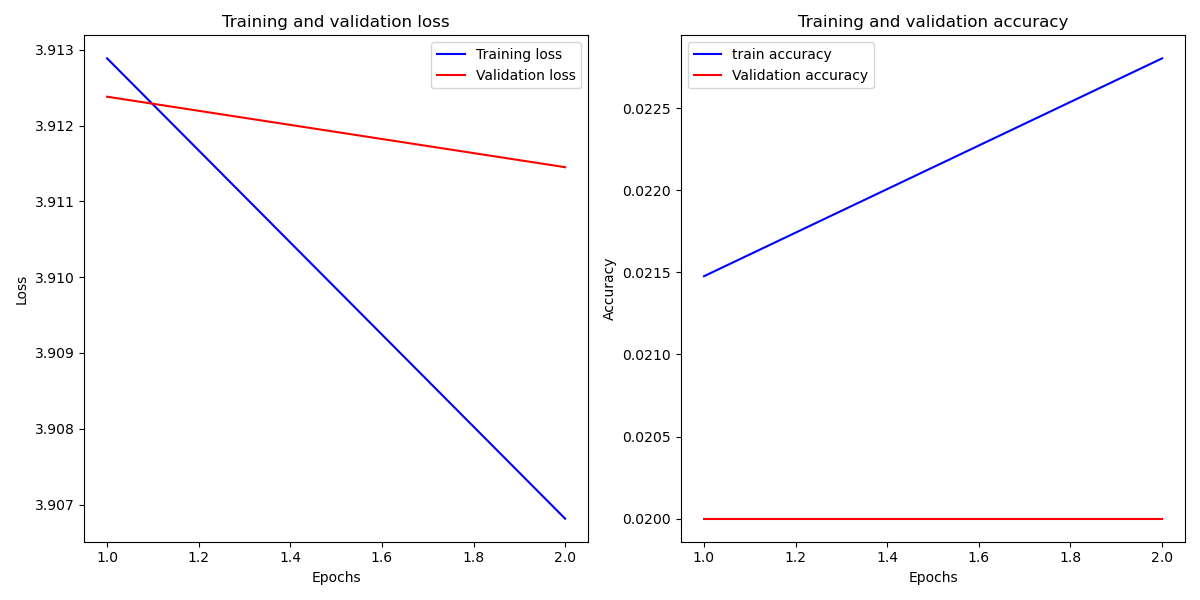 Training and validation loss
3.913
3.912
3.911
3.910
3.909
3.908
3.907
Loss
1.0 1.2 1.4 1.6 1.8 2.0
Epochs
Training loss
Validation loss
Training and validation accuracy
0.0225
0.0220
0.0215
0.0210
0.0205
0.0200
Accuracy
1.0 1.2 1.4 1.6 1.8 2.0
Epochs
train accuracy
Validation accuracy